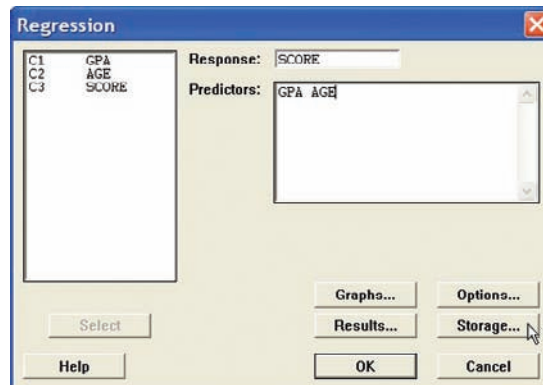 Regression
C1 GPA
C2 AGE
C3 SCORE
Response: SCORE
Predictors: GPA AGE
Graphs... Options...
Select Results... Storage...
Help OK Cancel